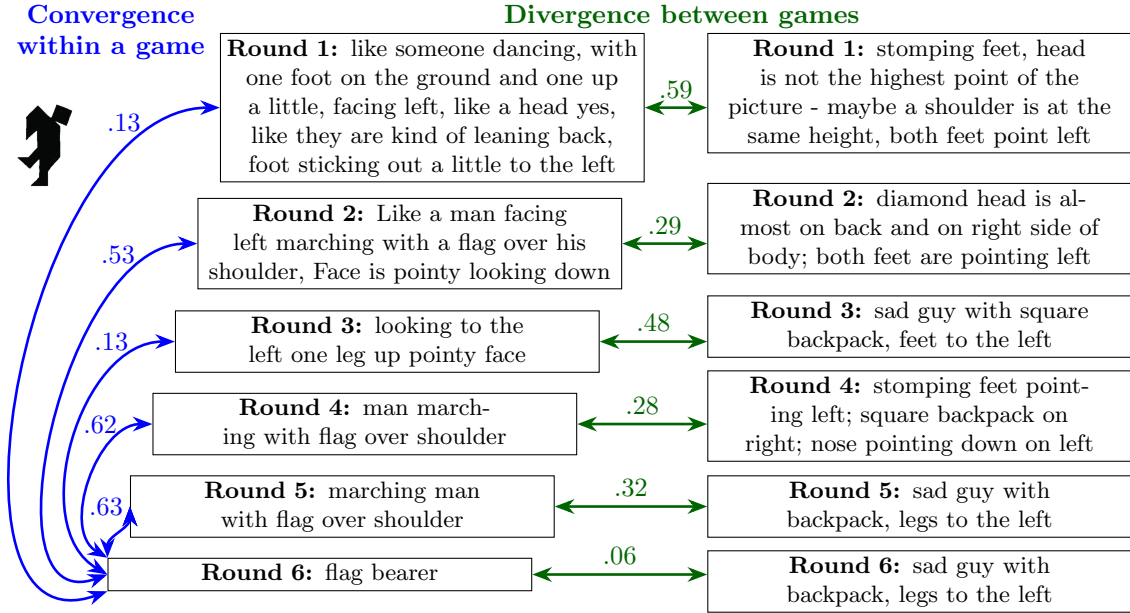 Convergence
within a game
Divergence between games
Round 1: like someone dancing, with
one foot on the ground and one up
a little, facing left, like a head yes,
like they are kind of leaning back,
foot sticking out a little to the left
.13
.59
Round 1: stomping feet, head
is not the highest point of the
picture - maybe a shoulder is at the
same height, both feet point left
Round 2: Like a man facing
left marching with a flag over his
shoulder, Face is pointy looking down
.53
.29
Round 2: diamond head is al-
most on back and on right side of
body; both feet are pointing left
Round 3: looking to the
left one leg up pointy face
.13
.48
Round 3: sad guy with square
backpack, feet to the left
Round 4: man march-
ing with flag over shoulder
.62
.28
Round 4: stomping feet point-
ing left; square backpack on
right; nose pointing down on left
Round 5: marching man
with flag over shoulder
.63
.32
Round 5: sad guy with
backpack, legs to the left
Round 6: flag bearer
.06
Round 6: sad guy with
backpack, legs to the left